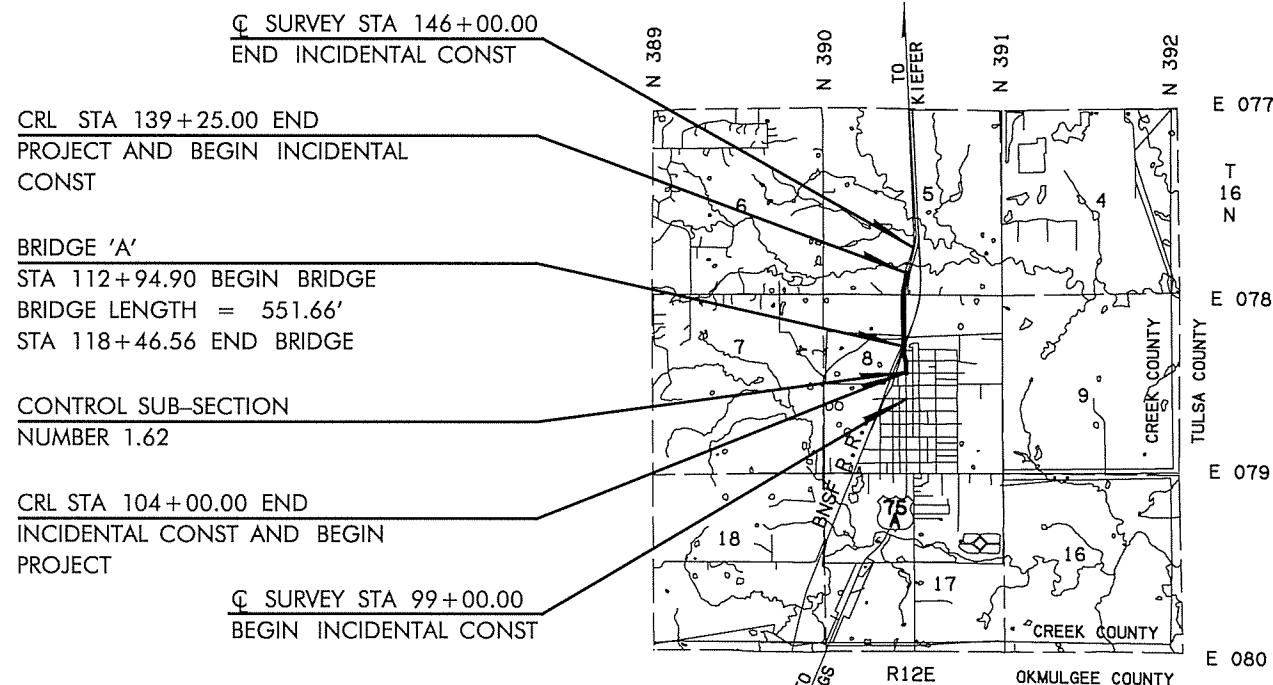 ℄ SURVEY STA 146+00.00
END INCIDENTAL CONST
CRL STA 139+25.00 END
PROJECT AND BEGIN INCIDENTAL
CONST
BRIDGE 'A'
STA 112+94.90 BEGIN BRIDGE
BRIDGE LENGTH = 551.66'
STA 118+46.56 END BRIDGE
CONTROL SUB-SECTION
NUMBER 1.62
CRL STA 104+00.00 END
INCIDENTAL CONST AND BEGIN
PROJECT
℄ SURVEY STA 99+00.00
BEGIN INCIDENTAL CONST
N 389
N 390
TO
KIEFER
N 391
N 392
E 077
T
16
N
6
5
4
E 078
7
8
9
CREEK COUNTY
TULSA COUNTY
BNSF R.R.
E 079
75
A
18
17
16
CREEK COUNTY
E 080
R12E
OKMULGEE COUNTY